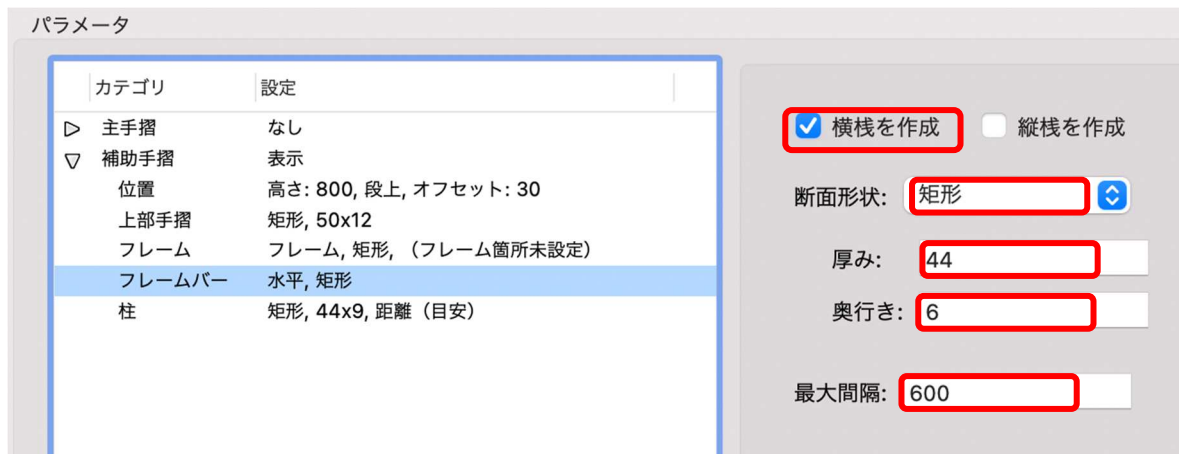 パラメータ
カテゴリ 設定
主手摺 なし
補助手摺 表示
位置 高さ: 800, 段上, オフセット: 30
上部手摺 矩形, 50x12
フレーム フレーム, 矩形, （フレーム箇所未設定）
フレームバー 水平, 矩形
柱 矩形, 44x9, 距離（目安）
横桟を作成 縦桟を作成
断面形状: 矩形
厚み: 44
奥行き: 6
最大間隔: 600